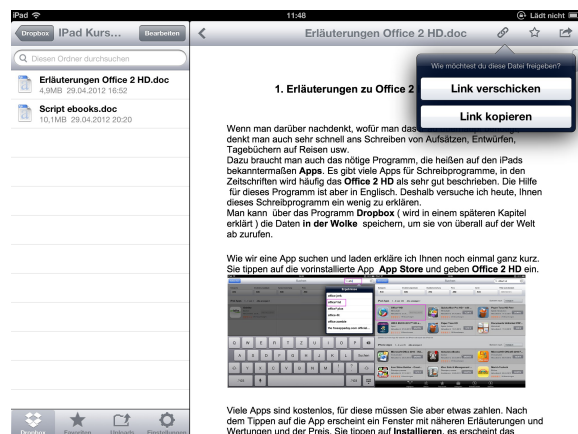 iPad
11:48
Lädt nicht
Dropbox
IPad Kurs...
Bearbeiten
Erläuterungen Office 2 HD.doc
Diesen Ordner durchsuchen
Wie möchtest du diese Datei freigeben?
Link verschicken
Link kopieren
Erläuterungen Office 2 HD.doc
4,9MB 29.04.2012 16:52
Script ebooks.doc
10,1MB 29.04.2012 20:20
1. Erläuterungen zu Office 2
Wenn man darüber nachdenkt, wofür man das
denkt man auch sehr schnell ans Schreiben von Aufsätzen, Entwürfen,
Tagebüchern auf Reisen usw.
Dazu braucht man auch das nötige Programm, die heißen auf den iPads
bekanntermaßen Apps. Es gibt viele Apps für Schreibprogramme, in den
Zeitschriften wird häufig das Office 2 HD als sehr gut beschrieben. Die Hilfe
für dieses Programm ist aber in Englisch. Deshalb versuche ich heute, Ihnen
dieses Schreibprogramm ein wenig zu erklären.
Man kann über das Programm Dropbox ( wird in einem späteren Kapitel
erklärt ) die Daten in der Wolke speichern, um sie von überall auf der Welt
ab zurufen.
Wie wir eine App suchen und laden erkläre ich Ihnen noch einmal ganz kurz.
Sie tippen auf die vorinstallierte App App Store und geben Office 2 HD ein.
Viele Apps sind kostenlos, für diese müssen Sie aber etwas zahlen. Nach
dem Tippen auf die App erscheint ein Fenster mit näheren Erläuterungen und
Wertungen und der Preis. Sie tippen auf Installieren, es erscheint das
Dropbox
Favoriten
Uploads
Einstellungen